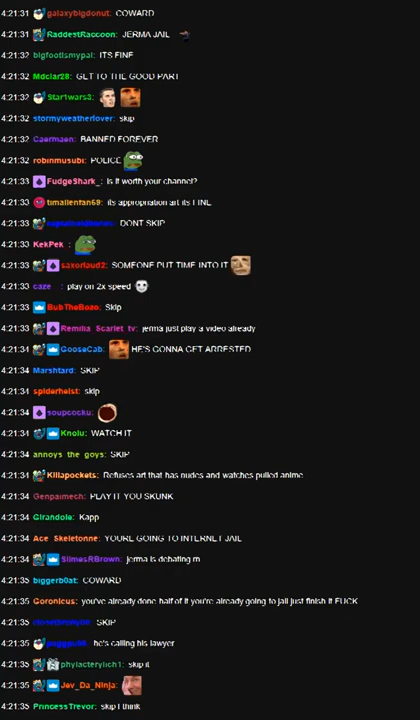 4:21:31 galaxybigdonut: COWARD
4:21:31 RaddestRaccoon: JERMA JAIL
4:21:32 bigfootismypal: ITS FINE
4:21:32 Mdclar28: GET TO THE GOOD PART
4:21:32 Star1wars3:
4:21:32 stormyweatherlover: skip
4:21:32 Caermaen: BANNED FOREVER
4:21:32 robinmusubi: POLICE
4:21:33 FudgeShark_: is it worth your channel?
4:21:33 timallenfan69: its appropriation art its FINE
4:21:33 DONT SKIP
4:21:33 KekPek :
4:21:33 saxorlaud2: SOMEONE PUT TIME INTO IT
4:21:33 caze : play on 2x speed
4:21:33 BubTheBozo: Skip
4:21:33 Remilia_Scarlet_tv: jerma just play a video already
4:21:34 GooseCab: HE'S GONNA GET ARRESTED
4:21:34 Marshtard: SKIP
4:21:34 spiderheist: skip
4:21:34 soupcocku:
4:21:34 Knolu: WATCH IT
4:21:34 annoys_the_goys: SKIP
4:21:34 Killapockets: Refuses art that has nudes and watches pulled anime
4:21:34 Genpaimech: PLAY IT YOU SKUNK
4:21:34 Girandole: Kapp
4:21:34 Ace_Skeletonne: YOURE GOING TO INTERNET JAIL
4:21:34 SlimesRBrown: jerma is debating rn
4:21:35 biggerb0at: COWARD
4:21:35 Goronicus: you've already done half of it you're already going to jail just finish it FUCK
4:21:35 SKIP
4:21:35 he's calling his lawyer
4:21:35 phylacterylich1: skip it
4:21:35 Jev_Da_Ninja:
4:21:35 PrincessTrevor: skip I think